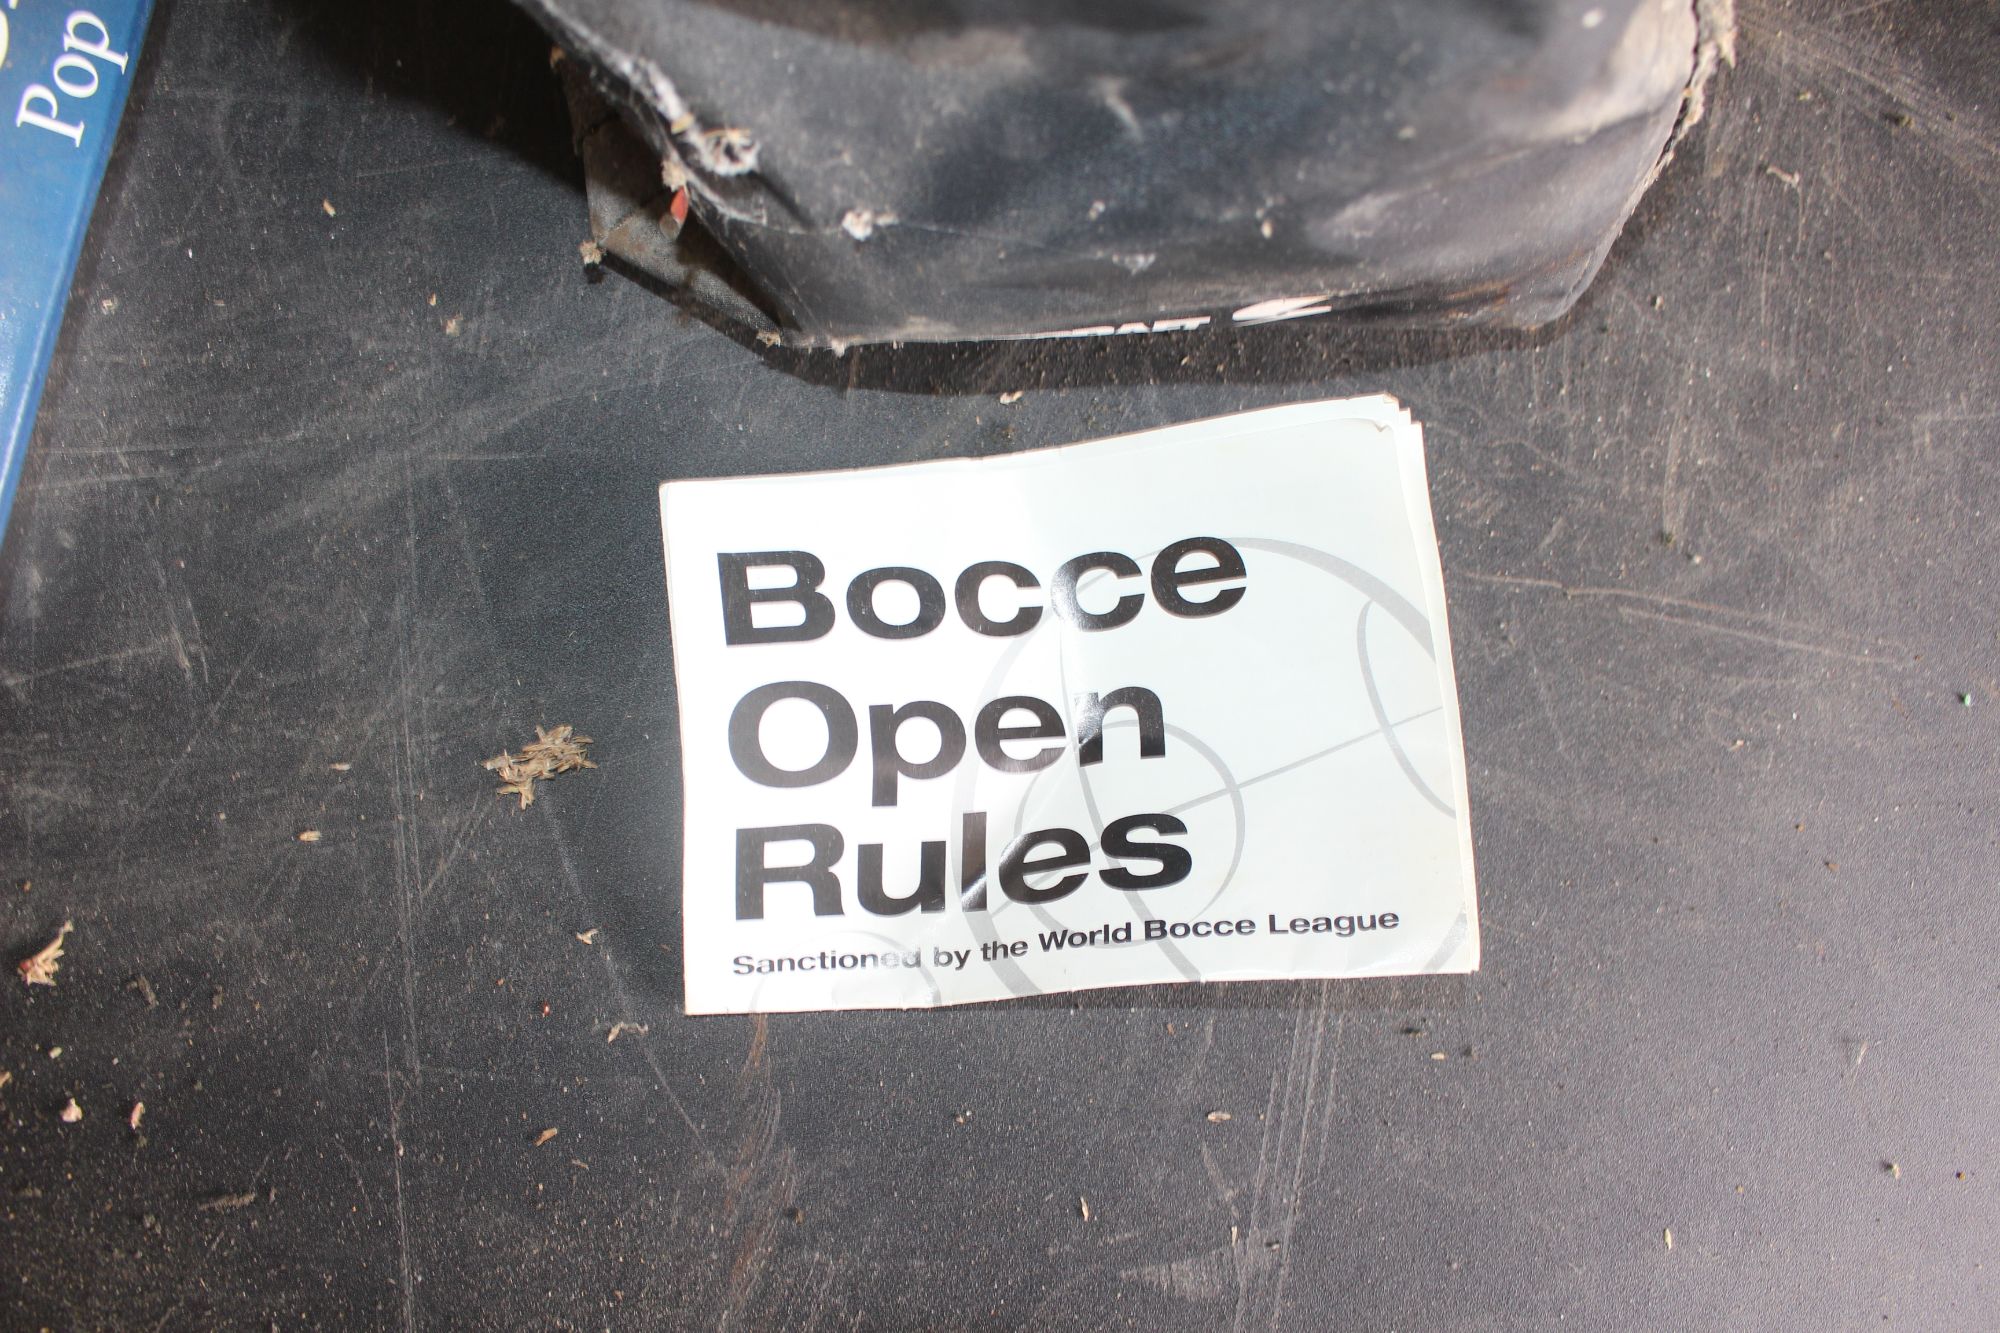 Pop
Bocce
Open
Rules
Sanctioned by the World Bocce League